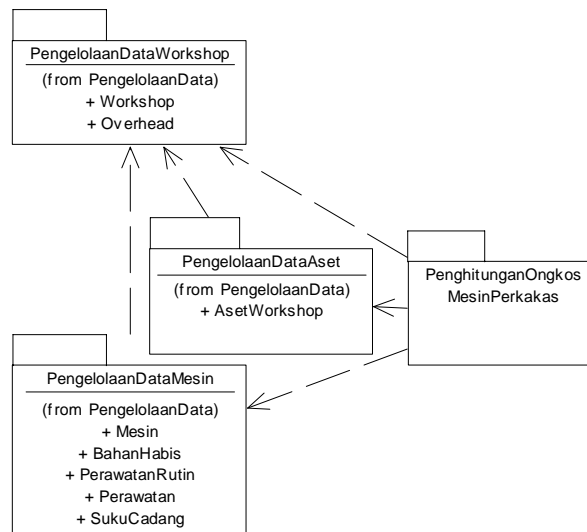 PengelolaanDataWorkshop
(from PengelolaanData)
+ Workshop
+ Overhead
PengelolaanDataAset
(from PengelolaanData)
+ AsetWorkshop
PenghitunganOngkos
MesinPerkakas
PengelolaanDataMesin
(from PengelolaanData)
+ Mesin
+ BahanHabis
+ PerawatanRutin
+ Perawatan
+ SukuCadang